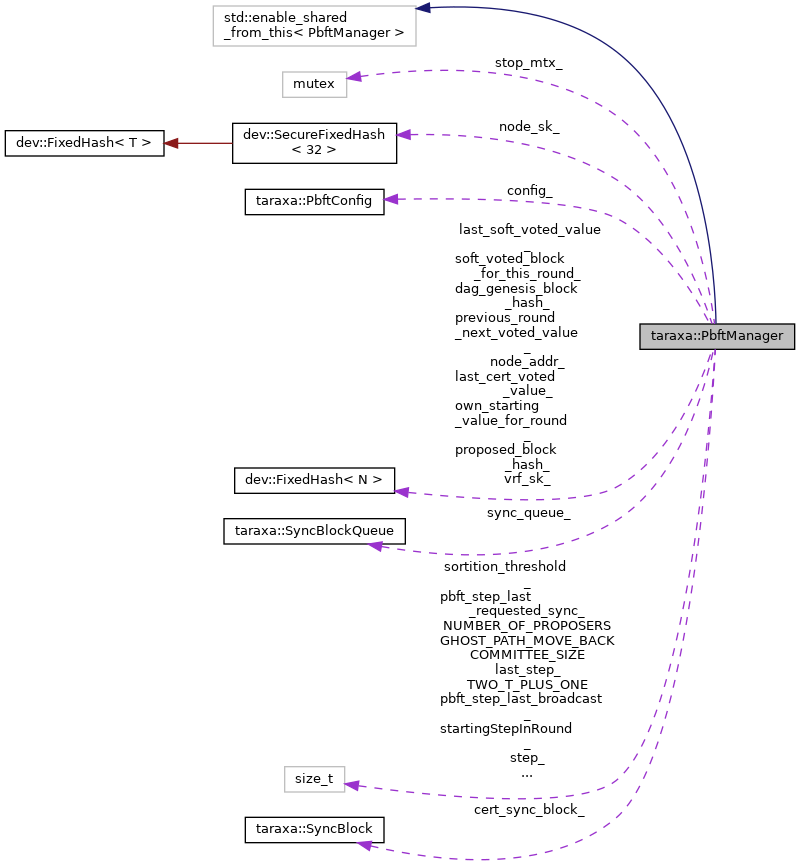 std::enable_shared
_from_this< PbftManager >
stop_mtx_
mutex
node_sk_
dev::SecureFixedHash
< 32 >
dev::FixedHash< T >
config_
taraxa::PbftConfig
last_soft_voted_value
_
soft_voted_block
_for_this_round_
dag_genesis_block
_hash_
previous_round
_next_voted_value
_
taraxa::PbftManager
node_addr_
last_cert_voted
_value_
own_starting
_value_for_round
_
proposed_block
_hash_
vrf_sk_
dev::FixedHash< N >
sync_queue_
taraxa::SyncBlockQueue
sortition_threshold
_
pbft_step_last
_requested_sync_
NUMBER_OF_PROPOSERS
GHOST_PATH_MOVE_BACK
COMMITTEE_SIZE
last_step_
TWO_T_PLUS_ONE
pbft_step_last_broadcast
_
startingStepInRound
_
step_
...
size_t
cert_sync_block_
taraxa::SyncBlock